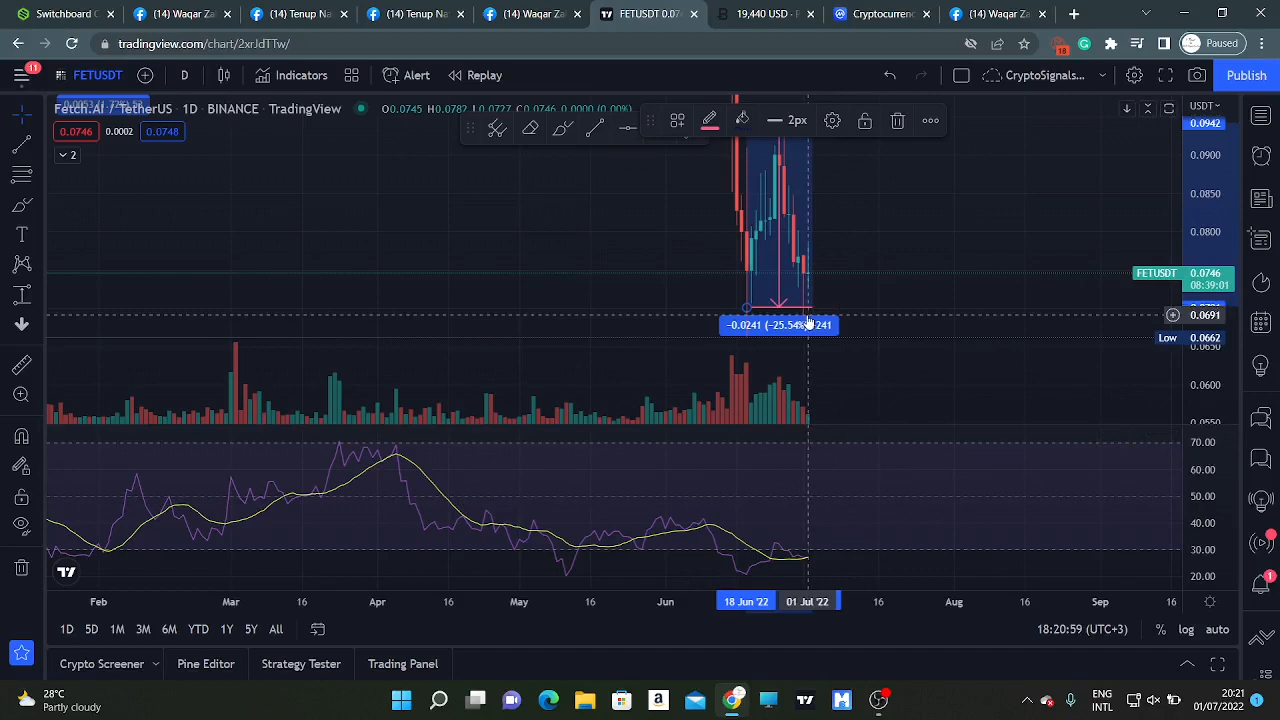 Switchboard C
(14) Waqar Za
(14) Tenup Na
(14) Tenup Na
(14) Waqar Za
FETUSDT 0.07
19,440 USD - P
Cryptocurrenc
(14) Waqar Za
tradingview.com/chart/2xrJdTTw/
18
Paused
11
FETUSDT
D
Indicators
Alert
Replay
CryptoSignals...
Publish
Fetch.AI / TetherUS · 1D · BINANCE · TradingView
O0.0745 H0.0787 L0.0727 C0.0746 0.0000 (0.00%)
0.0746
0.0002
0.0748
2
2px
USDT
0.0942
0.0900
0.0850
0.0800
FETUSDT 0.0746
08:39:01
0.0691
Low 0.0662
0.0650
0.0600
0.0550
−0.0241 (−25.54%)
241
70.00
60.00
50.00
40.00
30.00
20.00
Feb
Mar
16
Apr
16
May
16
Jun
18 Jun '22
01 Jul '22
16
Aug
16
Sep
16
1D 5D 1M 3M 6M YTD 1Y 5Y All
18:20:59 (UTC+3)
% log auto
Crypto Screener
Pine Editor
Strategy Tester
Trading Panel
1
28°C
Partly cloudy
ENG
INTL
20:21
01/07/2022
1